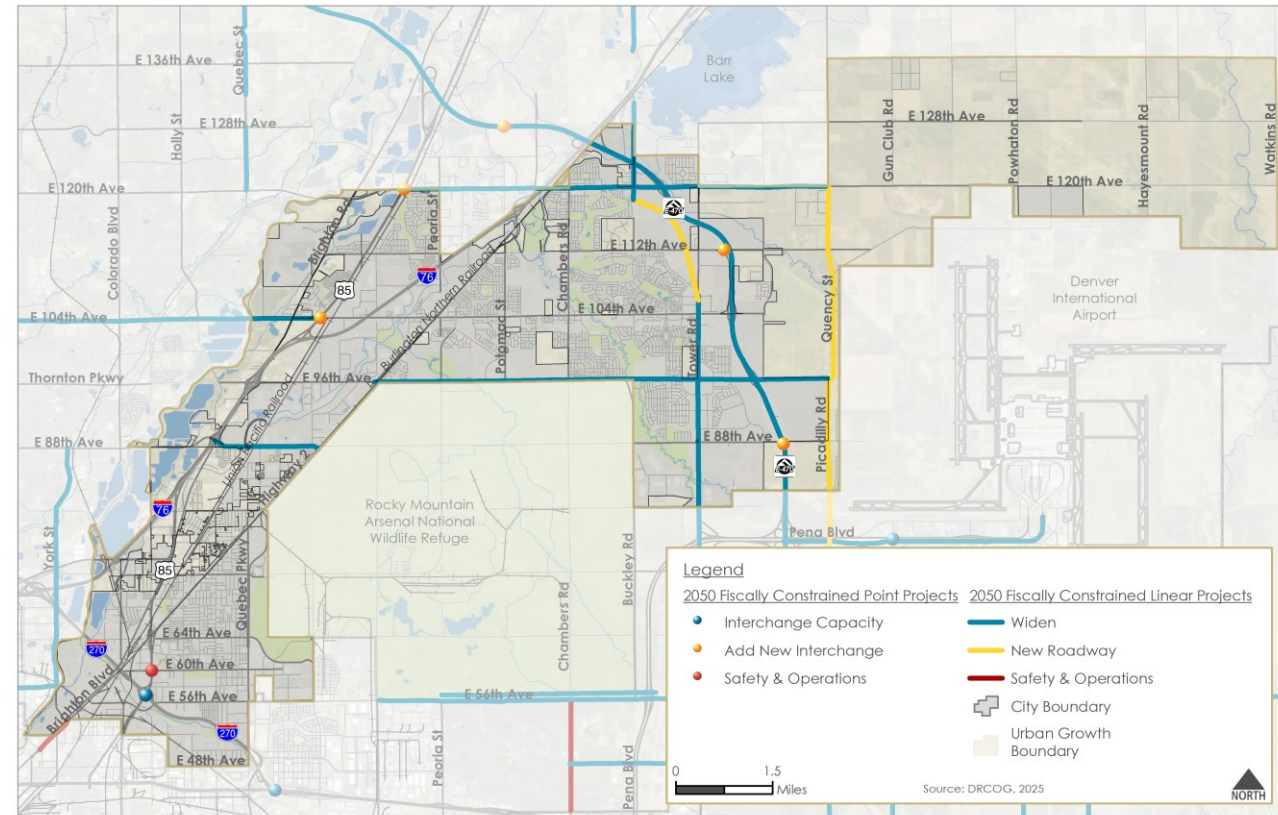 Quebec St
E 136th Ave
Barr
Lake
Holly St
E 128th Ave
Gun Club Rd
E 128th Ave
Powhaton Rd
Hayesmount Rd
Watkins Rd
E 120th Ave
E 120th Ave
Colorado Blvd
Brighton Rd
Peoria St
E470
E 112th Ave
76
85
Burlington Northern Railroad
Chambers Rd
Potomac St
E 104th Ave
E 104th Ave
Quency St
Denver
International
Airport
Tower Rd
Thornton Pkwy
E 96th Ave
Union Pacific Railroad
E 88th Ave
E 88th Ave
Picadilly Rd
E470
Highway 2
76
Rocky Mountain
Arsenal National
Wildlife Refuge
York St
Pena Blvd
85
Quebec Pkwy
Chambers Rd
Buckley Rd
E 64th Ave
270
E 60th Ave
E 56th Ave
E 56th Ave
Brighton Blvd
270
E 48th Ave
Peoria St
Pena Blvd
Legend
2050 Fiscally Constrained Point Projects
Interchange Capacity
Add New Interchange
Safety & Operations
2050 Fiscally Constrained Linear Projects
Widen
New Roadway
Safety & Operations
City Boundary
Urban Growth
Boundary
0 1.5
Miles
Source: DRCOG, 2025
NORTH